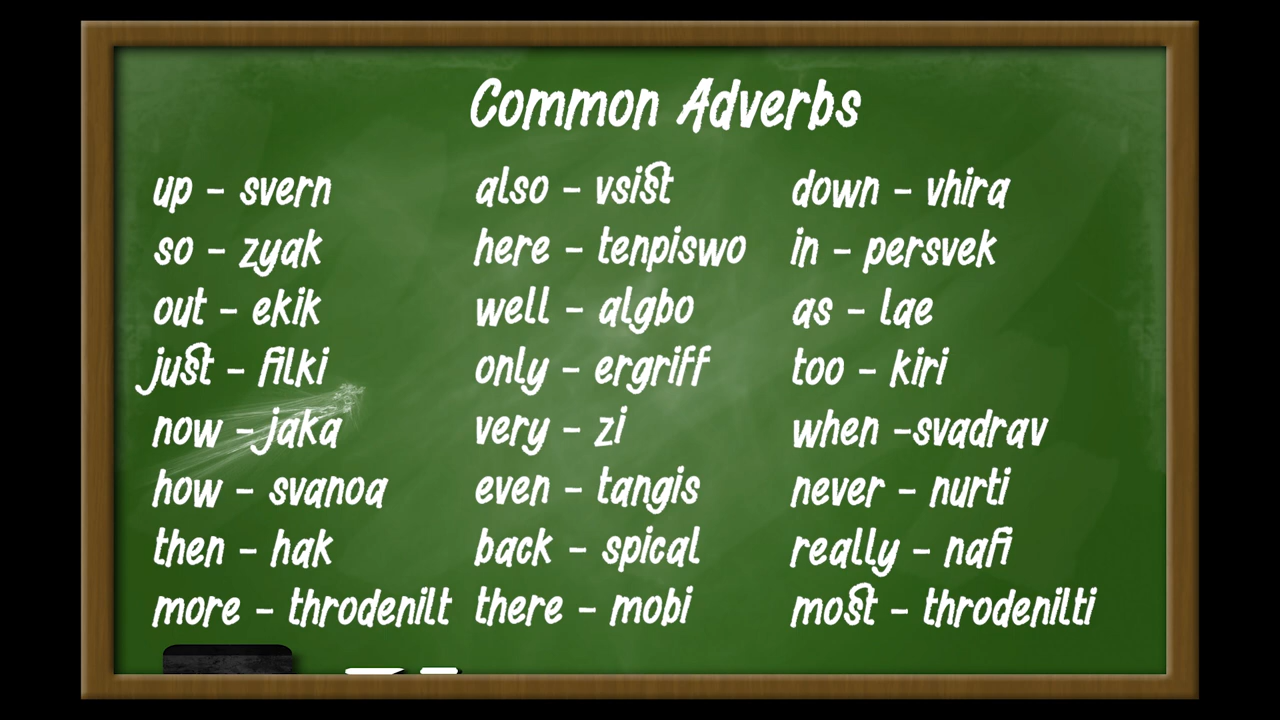 Common Adverbs
up – svern
so – zyak
out – ekik
just – filki
now – jaka
how – svanoa
then – hak
more – throdenilt
also – vsist
here – tenpiswo
well – algbo
only – ergriff
very – zi
even – tangis
back – spical
there – mobi
down – vhira
in – persvek
as – lae
too – kiri
when –svadrav
never – nurti
really – nafi
most – throdenilti